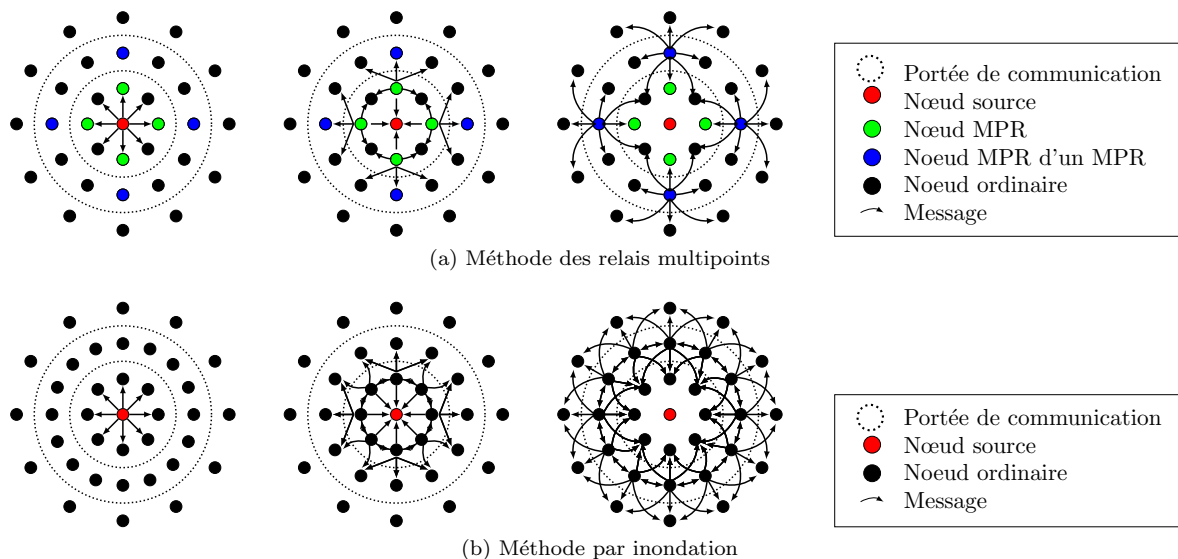 Portée de communication
Nœud source
Nœud MPR
Noeud MPR d'un MPR
Noeud ordinaire
Message
(a) Méthode des relais multipoints
Portée de communication
Nœud source
Noeud ordinaire
Message
(b) Méthode par inondation